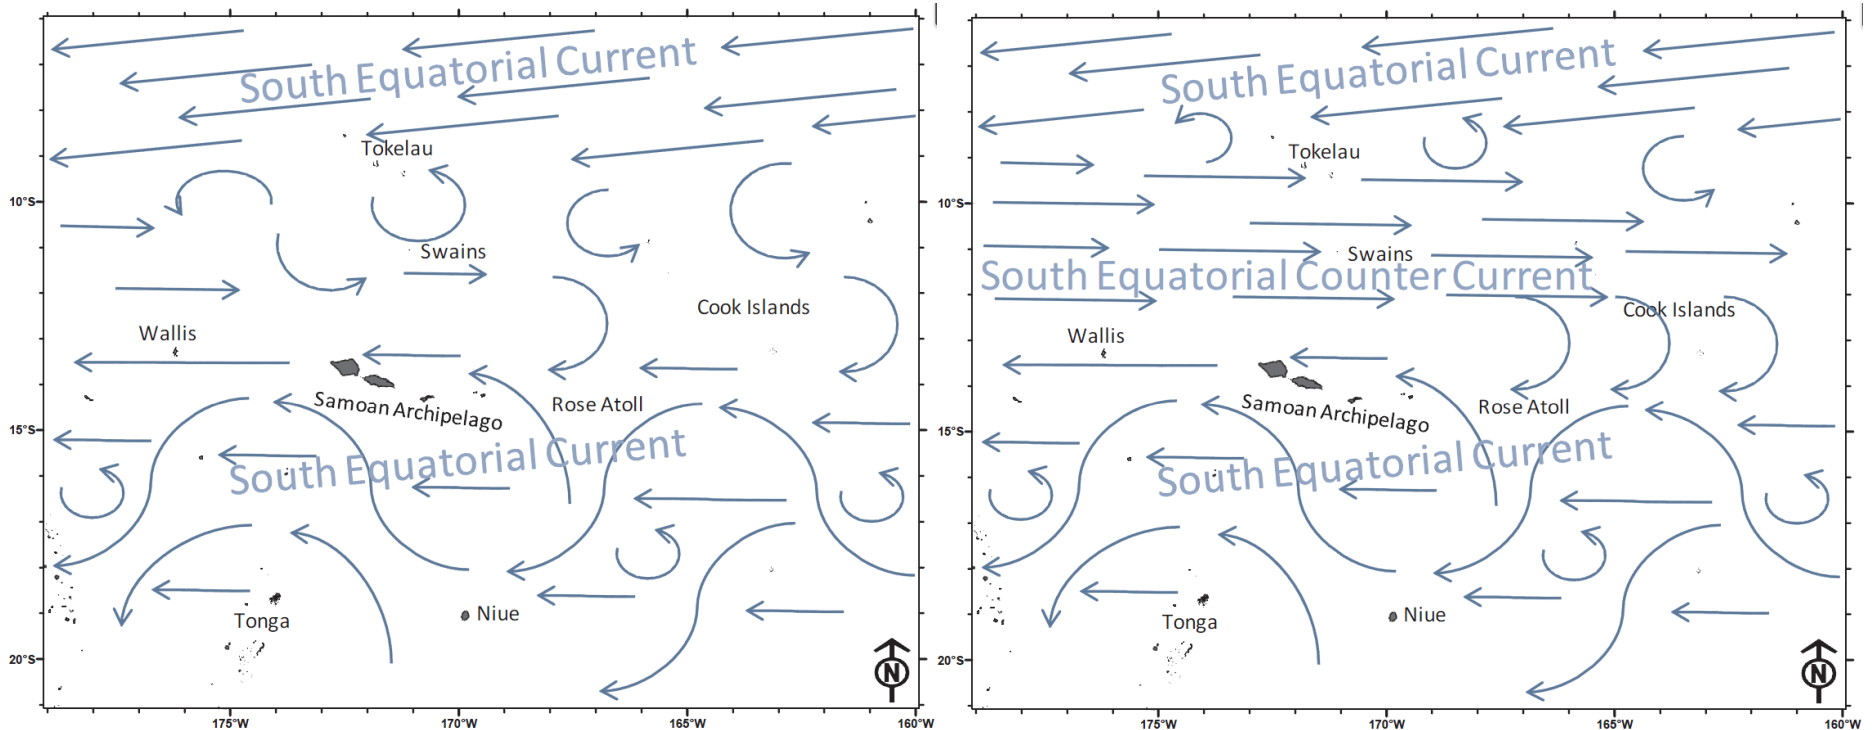 South Equatorial Current
Tokelau
10°S
Swains
Cook Islands
Wallis
Samoan Archipelago
Rose Atoll
15°S
South Equatorial Current
Tonga
Niue
20°S
N
175°W
170°W
165°W
160°W
South Equatorial Current
Tokelau
10°S
Swains
South Equatorial Counter Current
Cook Islands
Wallis
Samoan Archipelago
Rose Atoll
15°S
South Equatorial Current
Tonga
Niue
20°S
N
175°W
170°W
165°W
160°W